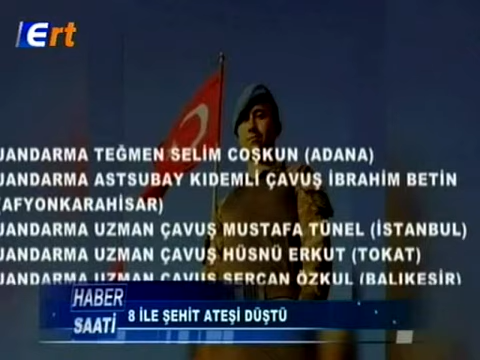 Ert
JANDARMA TEĞMEN SELİM COŞKUN (ADANA)
JANDARMA ASTSUBAY KIDEMLİ ÇAVUŞ İBRAHİM BETİN
(AFYONKARAHİSAR)
JANDARMA UZMAN ÇAVUŞ MUSTAFA TÜNEL (İSTANBUL)
JANDARMA UZMAN ÇAVUŞ HÜSNÜ ERKUT (TOKAT)
JANDARMA UZMAN ÇAVUŞ SERCAN ÖZKUL (BALIKESİR)
HABER
SAATİ
8 İLE ŞEHİT ATEŞİ DÜŞTÜ